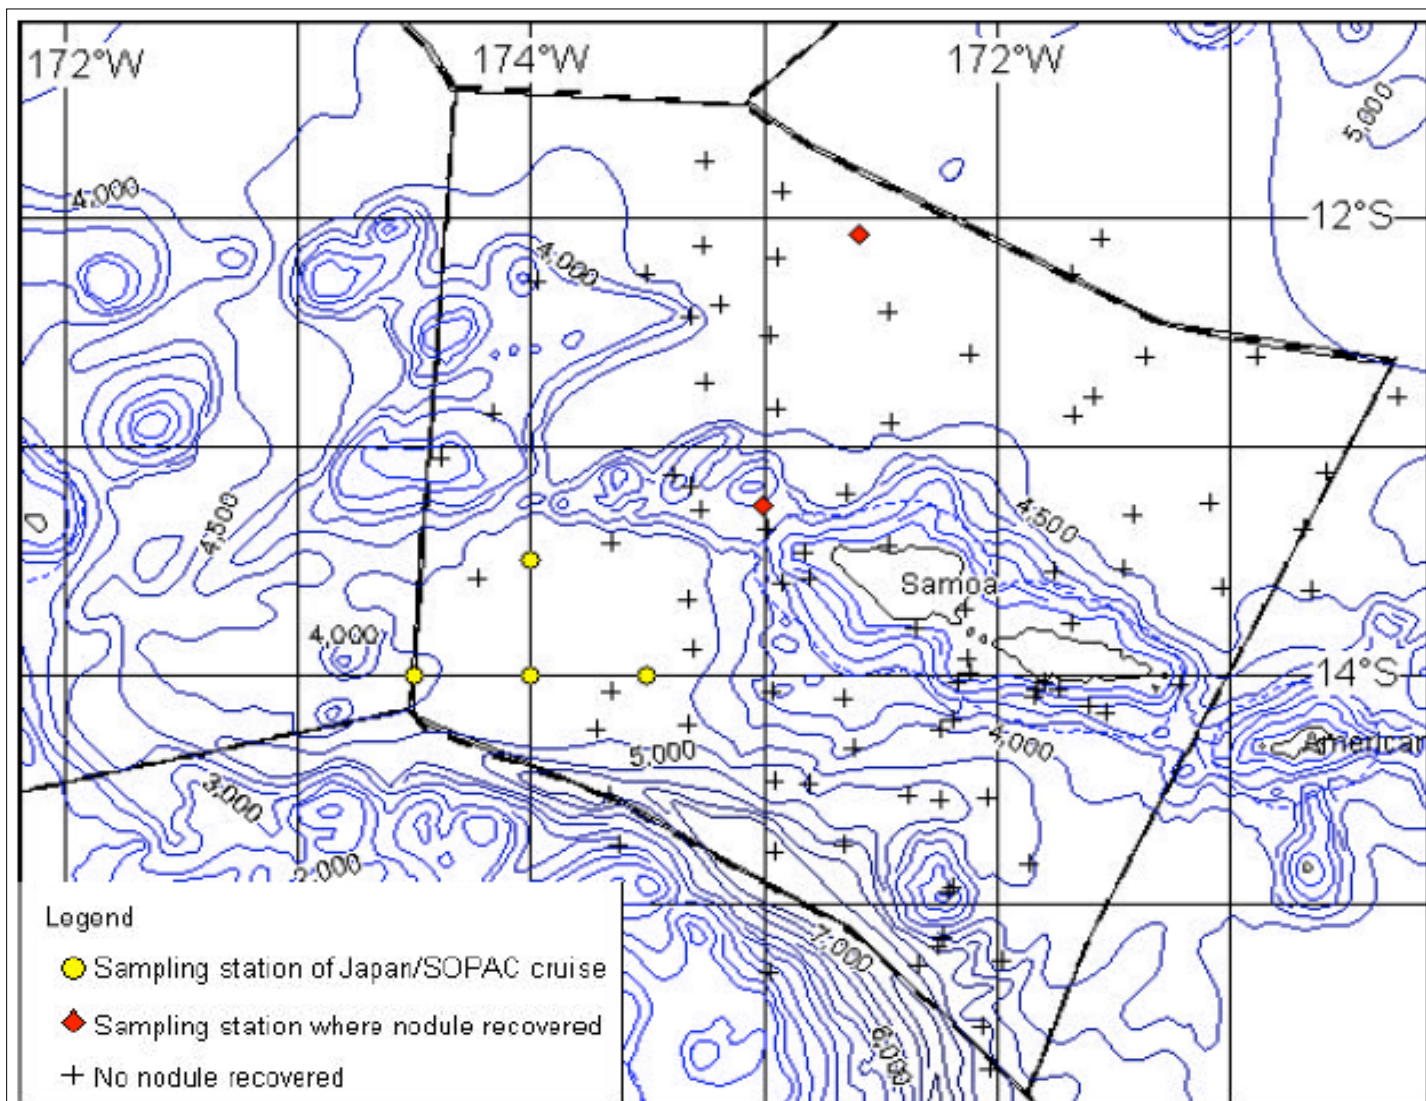 172°W
174°W
172°W
5,000
4,000
12°S
4,000
4,500
4,500
Samoa
4,000
14°S
5,000
4,000
American
3,000
2,000
7,000
6,000
Legend
Sampling station of Japan/SOPAC cruise
Sampling station where nodule recovered
No nodule recovered